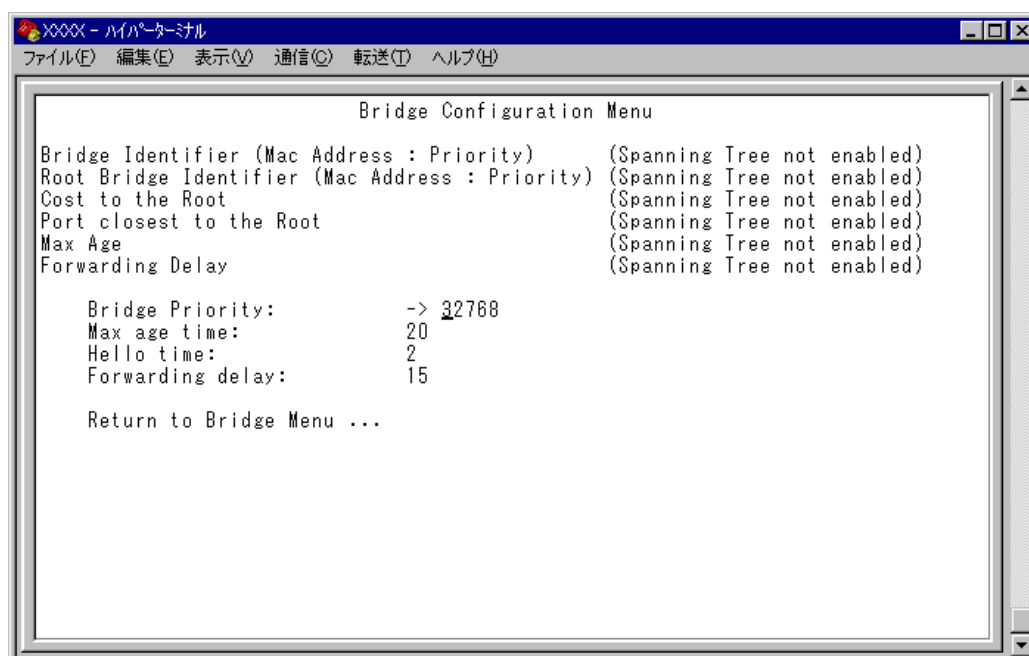 XXXX - ハイパーターミナル
ファイル(F) 編集(E) 表示(V) 通信(C) 転送(T) ヘルプ(H)
Bridge Configuration Menu
Bridge Identifier (Mac Address : Priority) (Spanning Tree not enabled)
Root Bridge Identifier (Mac Address : Priority) (Spanning Tree not enabled)
Cost to the Root (Spanning Tree not enabled)
Port closest to the Root (Spanning Tree not enabled)
Max Age (Spanning Tree not enabled)
Forwarding Delay (Spanning Tree not enabled)
Bridge Priority: -> 32768
Max age time: 20
Hello time: 2
Forwarding delay: 15
Return to Bridge Menu ...